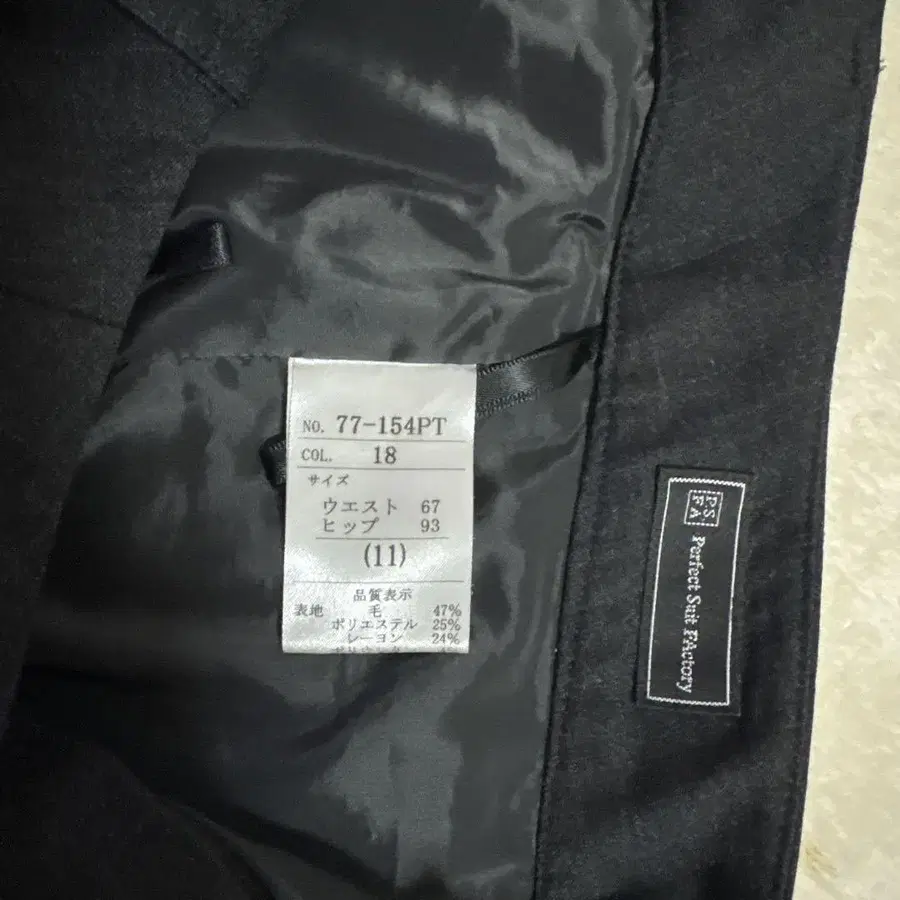 NO. 77-154PT
COL. 18
サイズ
ウエスト 67
ヒップ 93
(11)
品質表示
表地 毛 47%
ポリエステル 25%
レーヨン 24%
PS
FA
Perfect Suit FActory